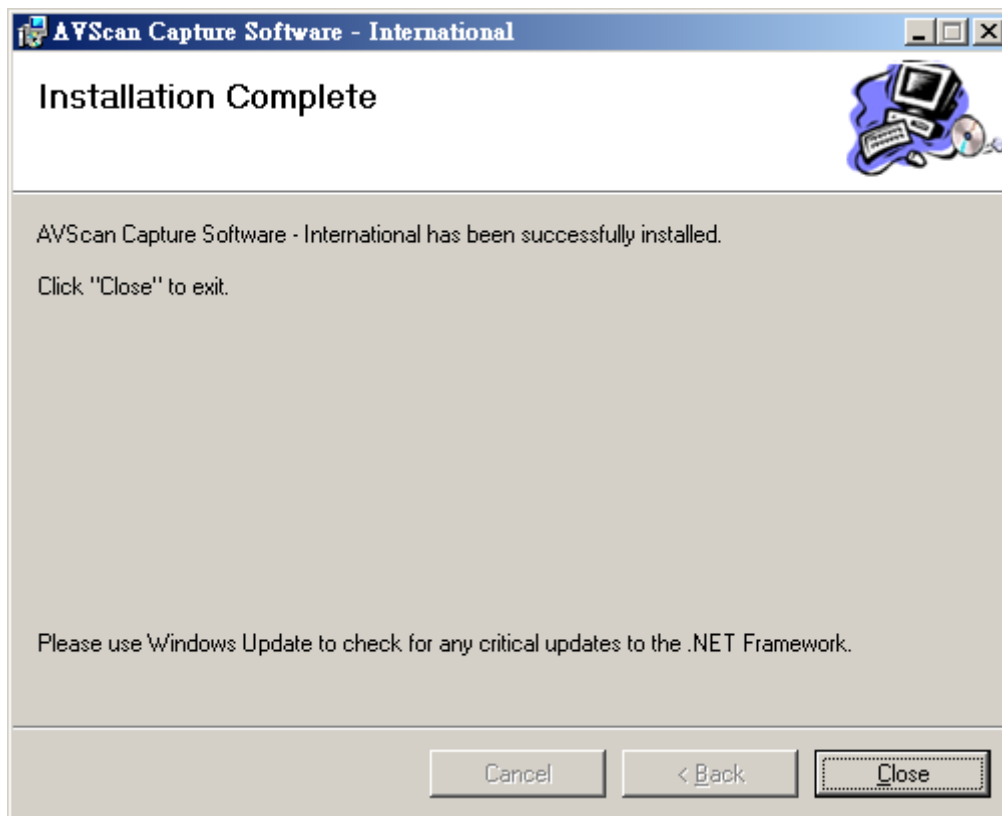 AVScan Capture Software - International
Installation Complete
AVScan Capture Software - International has been successfully installed.
Click "Close" to exit.
Please use Windows Update to check for any critical updates to the .NET Framework.
Cancel
< Back
Close